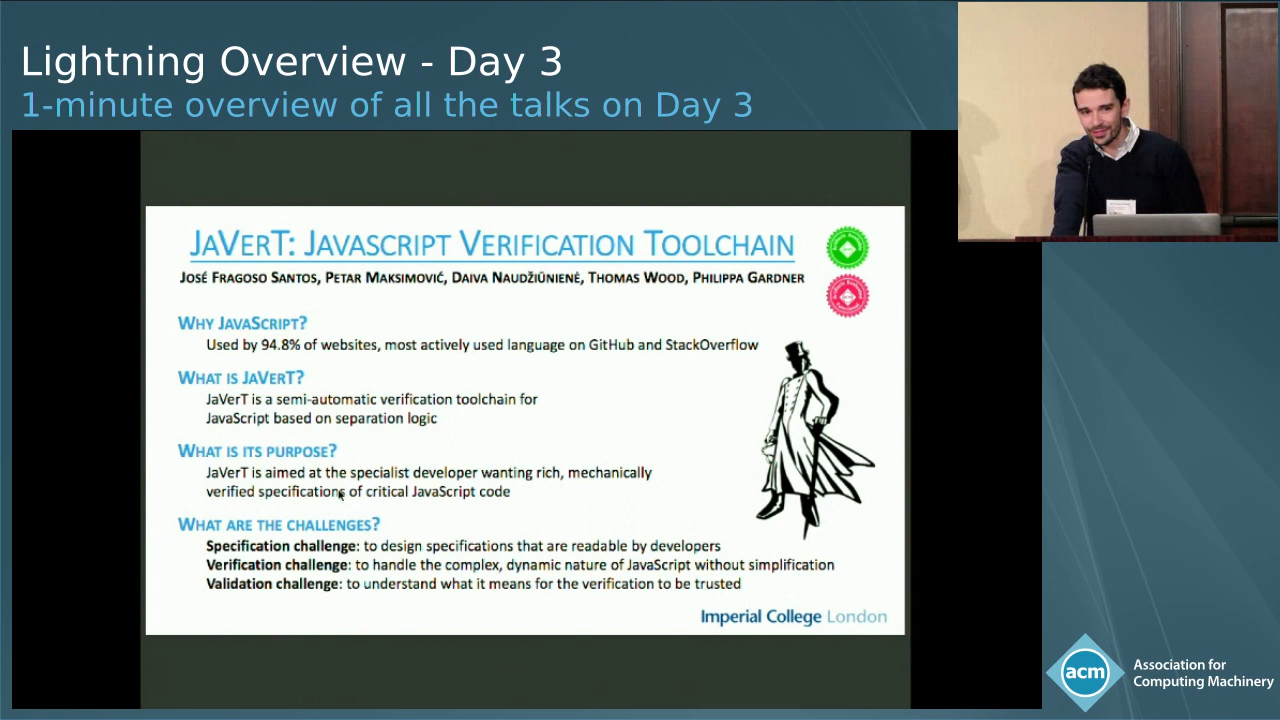 Lightning Overview - Day 3
1-minute overview of all the talks on Day 3
JAVERT: JAVASCRIPT VERIFICATION TOOLCHAIN
JOSÉ FRAGOSO SANTOS, PETAR MAKSIMOVIĆ, DAIVA NAUDŽIŪNIENĖ, THOMAS WOOD, PHILIPPA GARDNER
WHY JAVASCRIPT?
Used by 94.8% of websites, most actively used language on GitHub and StackOverflow
WHAT IS JAVERT?
JaVerT is a semi-automatic verification toolchain for
JavaScript based on separation logic
WHAT IS ITS PURPOSE?
JaVerT is aimed at the specialist developer wanting rich, mechanically
verified specifications of critical JavaScript code
WHAT ARE THE CHALLENGES?
Specification challenge: to design specifications that are readable by developers
Verification challenge: to handle the complex, dynamic nature of JavaScript without simplification
Validation challenge: to understand what it means for the verification to be trusted
Imperial College London
acm
Association for
Computing Machinery